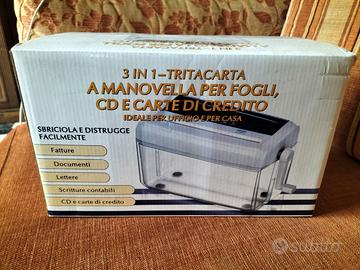 3 IN 1-TRITACARTA
A MANOVELLA PER FOGLI,
CD E CARTE DI CREDITO
IDEALE PER UFFINO E PER CASA
SBRICIOLA E DISTRUGGE
FACILMENTE
Fatture
Documenti
Lettere
Scritture contabili
CD e carte di credito
subito